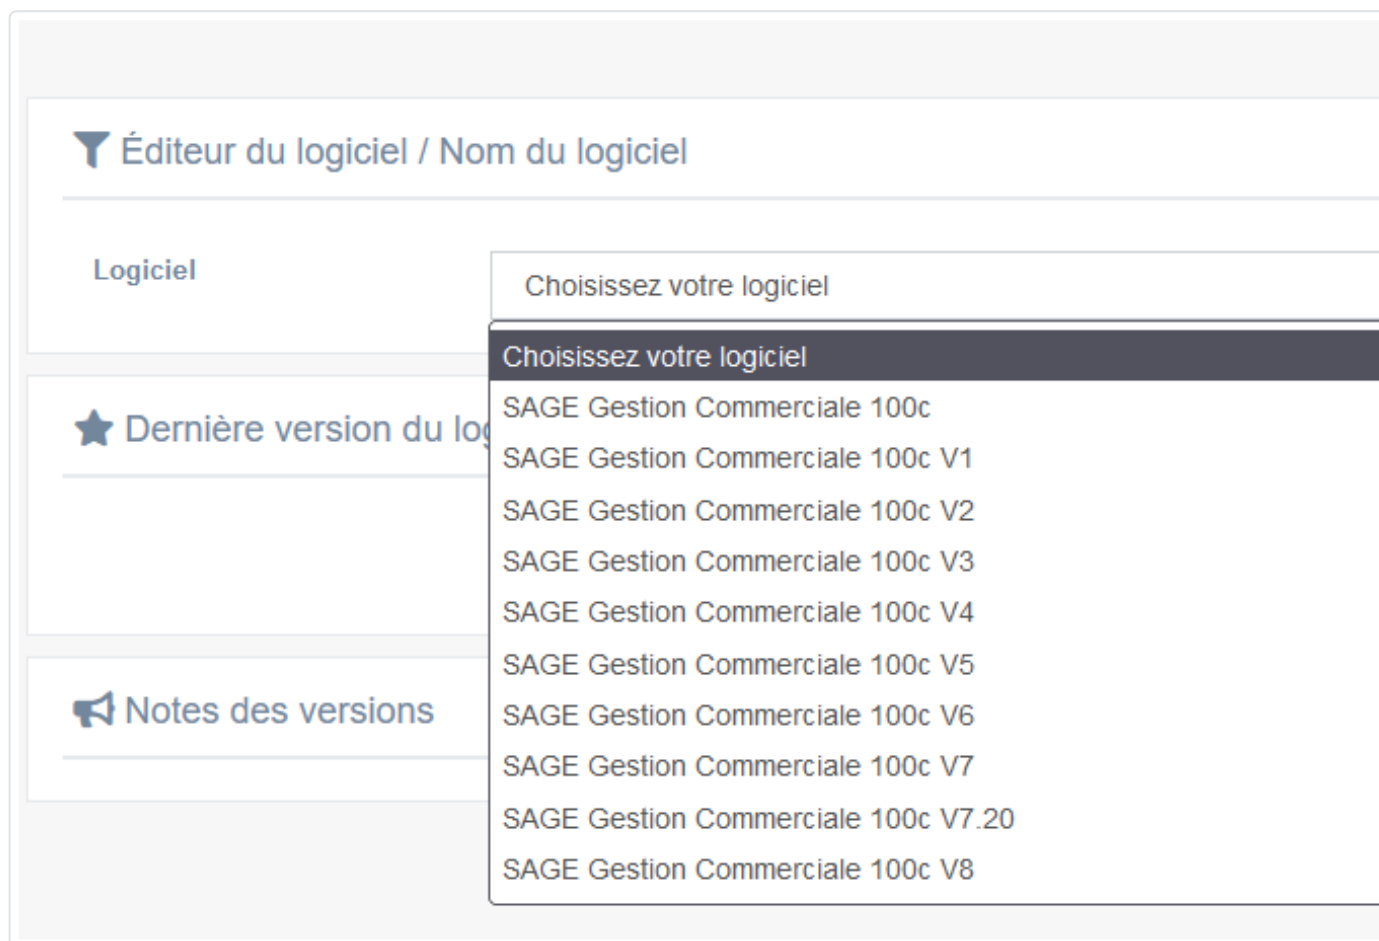 Éditeur du logiciel / Nom du logiciel
Logiciel
Choisissez votre logiciel
Choisissez votre logiciel
SAGE Gestion Commerciale 100c
SAGE Gestion Commerciale 100c V1
Dernière version du
SAGE Gestion Commerciale 100c V2
SAGE Gestion Commerciale 100c V3
SAGE Gestion Commerciale 100c V4
SAGE Gestion Commerciale 100c V5
Notes des versions
SAGE Gestion Commerciale 100c V6
SAGE Gestion Commerciale 100c V7
SAGE Gestion Commerciale 100c V7.20
SAGE Gestion Commerciale 100c V8